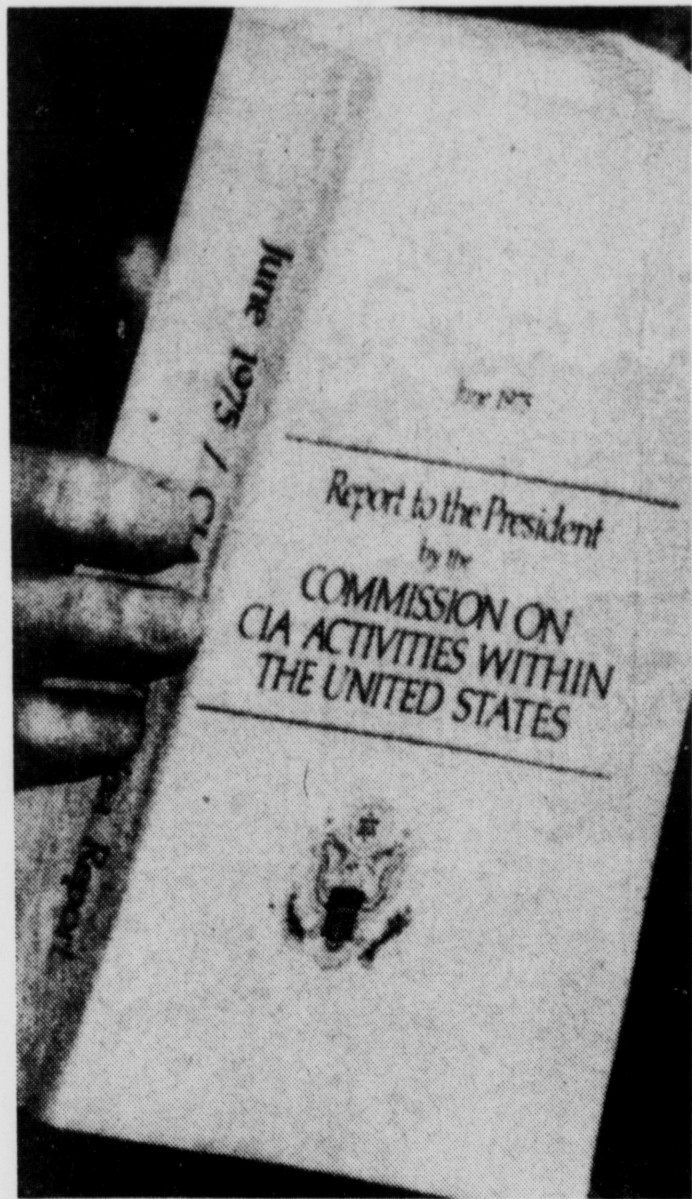 June 1975 / CIA
Report
June 1975
Report to the President
by the
COMMISSION ON
CIA ACTIVITIES WITHIN
THE UNITED STATES